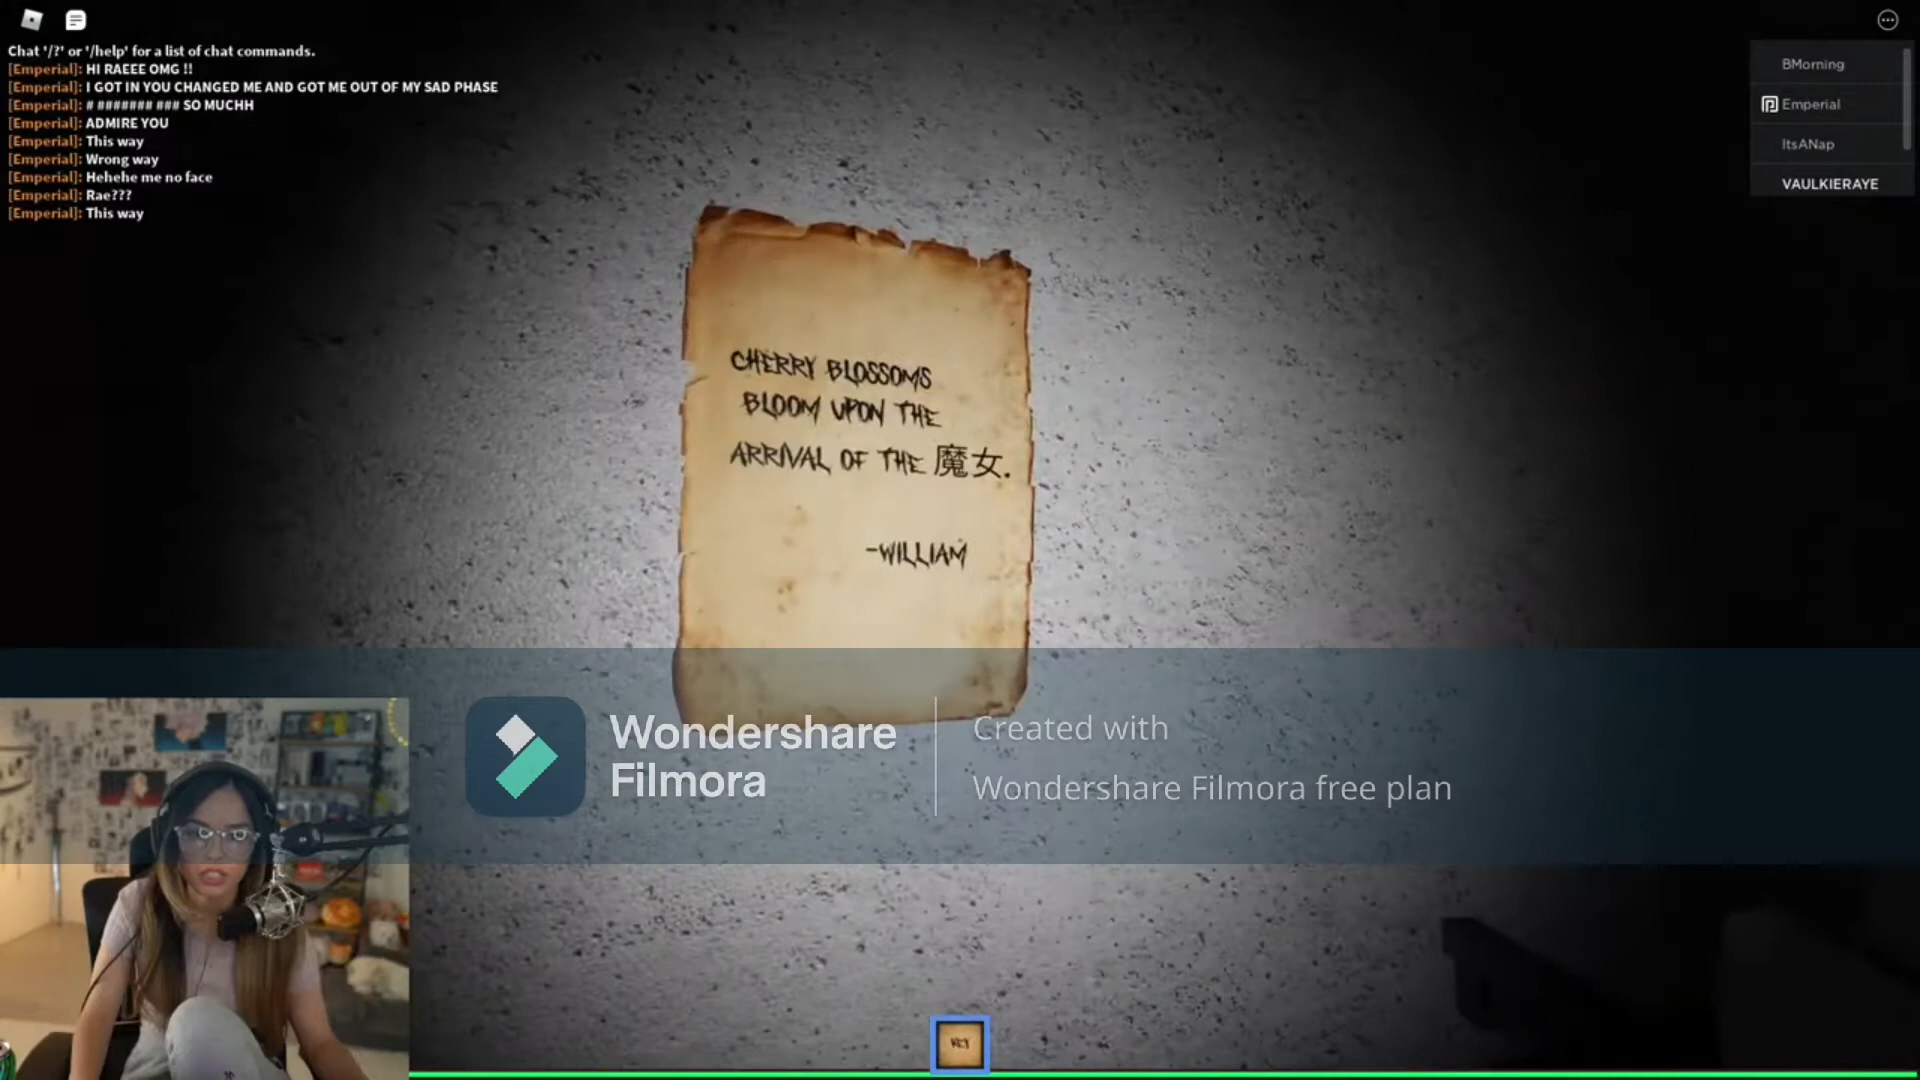 Chat '/?' or '/help' for a list of chat commands.
[Emperial]: HI RAEEE OMG !!
[Emperial]: I GOT IN YOU CHANGED ME AND GOT ME OUT OF MY SAD PHASE
[Emperial]: # ####### ### SO MUCHH
[Emperial]: ADMIRE YOU
[Emperial]: This way
[Emperial]: Wrong way
[Emperial]: Hehehe me no face
[Emperial]: Rae???
[Emperial]: This way
BMorning
Emperial
ItsANap
VAULKIERAYE
CHERRY BLOSSOMS
BLOOM UPON THE
ARRIVAL OF THE 魔女.
-WILLIAM
Wondershare
Filmora
Created with
Wondershare Filmora free plan
KEY